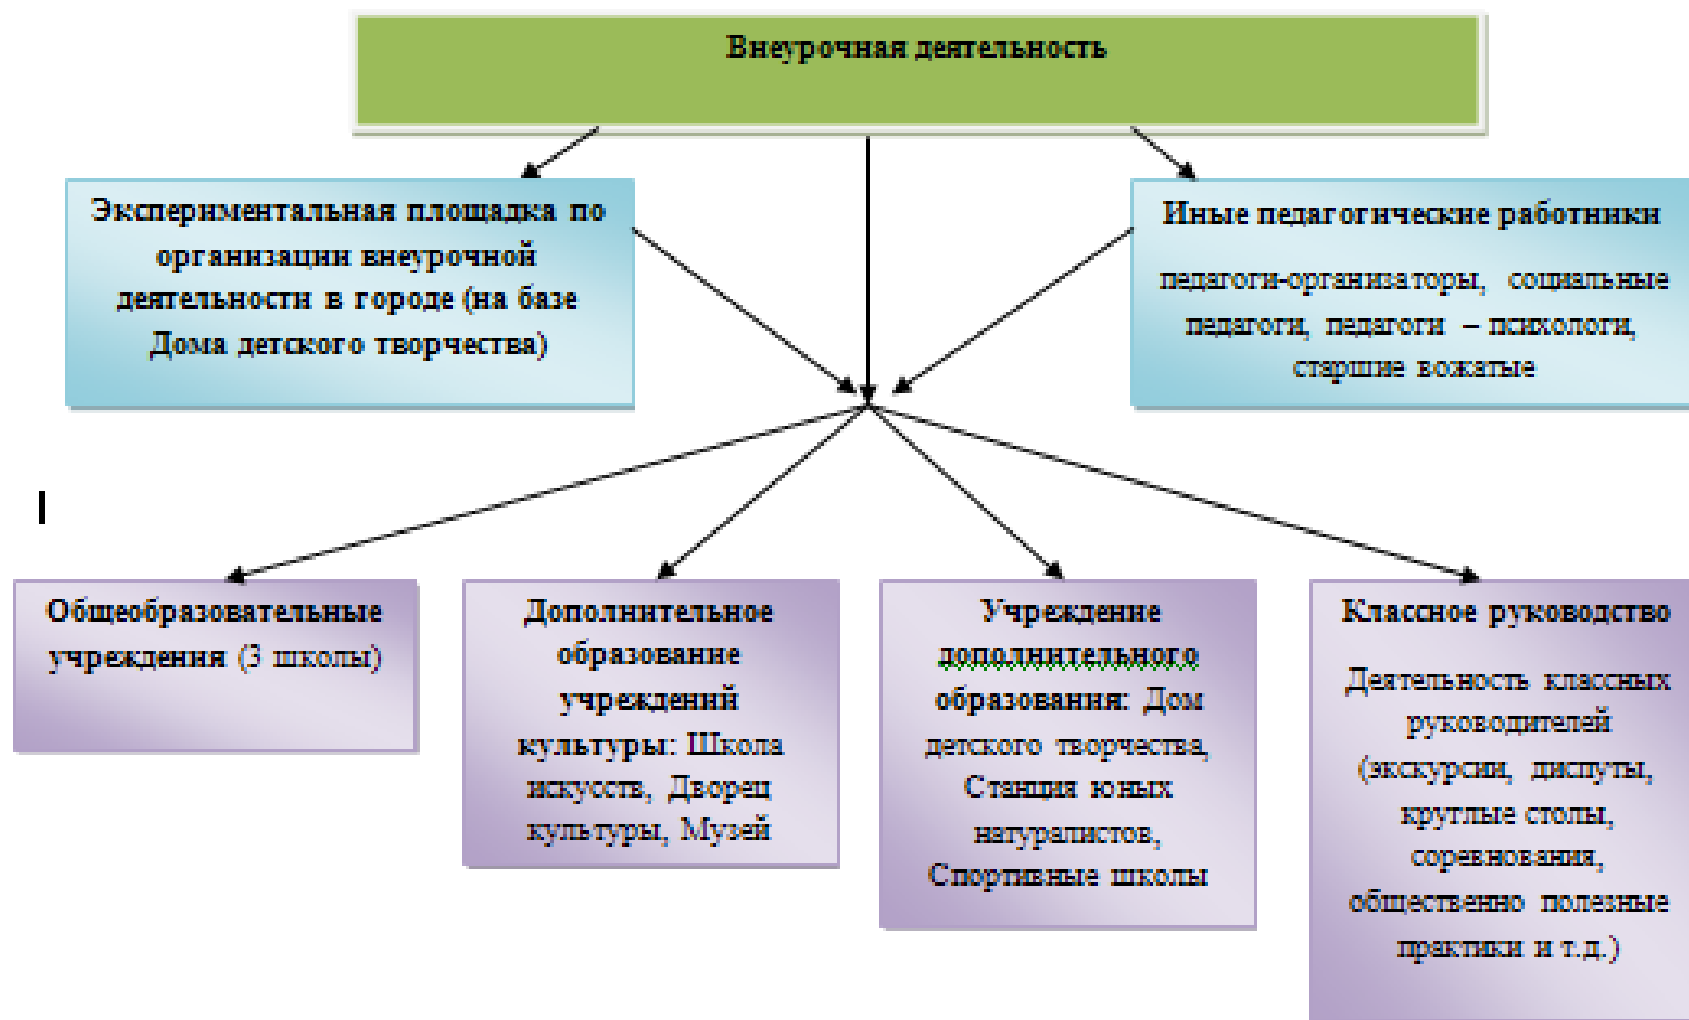 Внеурочная деятельность
Экспериментальная площадка по
организации внеурочной
деятельности в городе (на базе
Дома детского творчества)
Иные педагогические работники
педагоги-организаторы, социальные
педагоги, педагоги – психологи,
старшие вожатые
Общеобразовательные
учреждения (3 школы)
Дополнительное
образование
учреждений
культуры: Школа
искусств, Дворец
культуры, Музей
Учреждение
дополнительного
образования: Дом
детского творчества,
Станция юных
натуралистов,
Спортивные школы
Классное руководство
Деятельность классных
руководителей
(экскурсии, диспуты,
круглые столы,
соревнования,
общественно полезные
практики и т.д.)